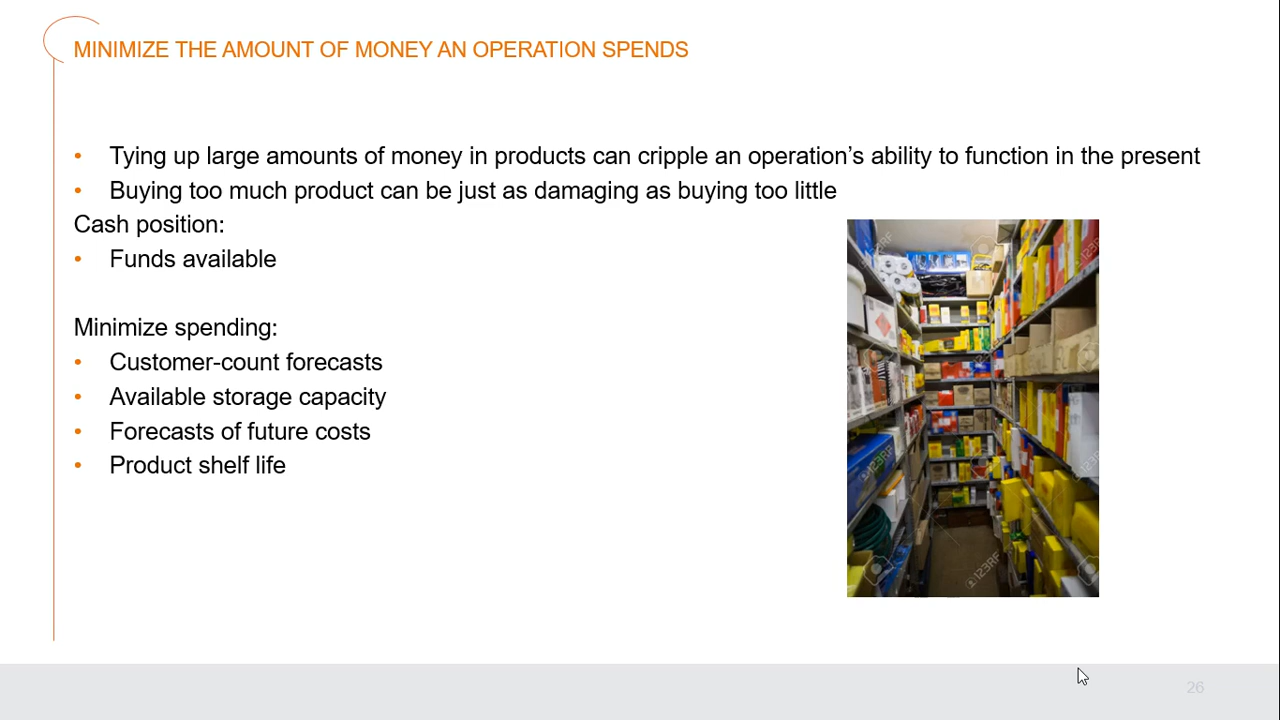 MINIMIZE THE AMOUNT OF MONEY AN OPERATION SPENDS
• Tying up large amounts of money in products can cripple an operation’s ability to function in the present
• Buying too much product can be just as damaging as buying too little
Cash position:
• Funds available
Minimize spending:
• Customer-count forecasts
• Available storage capacity
• Forecasts of future costs
• Product shelf life
123RF
26